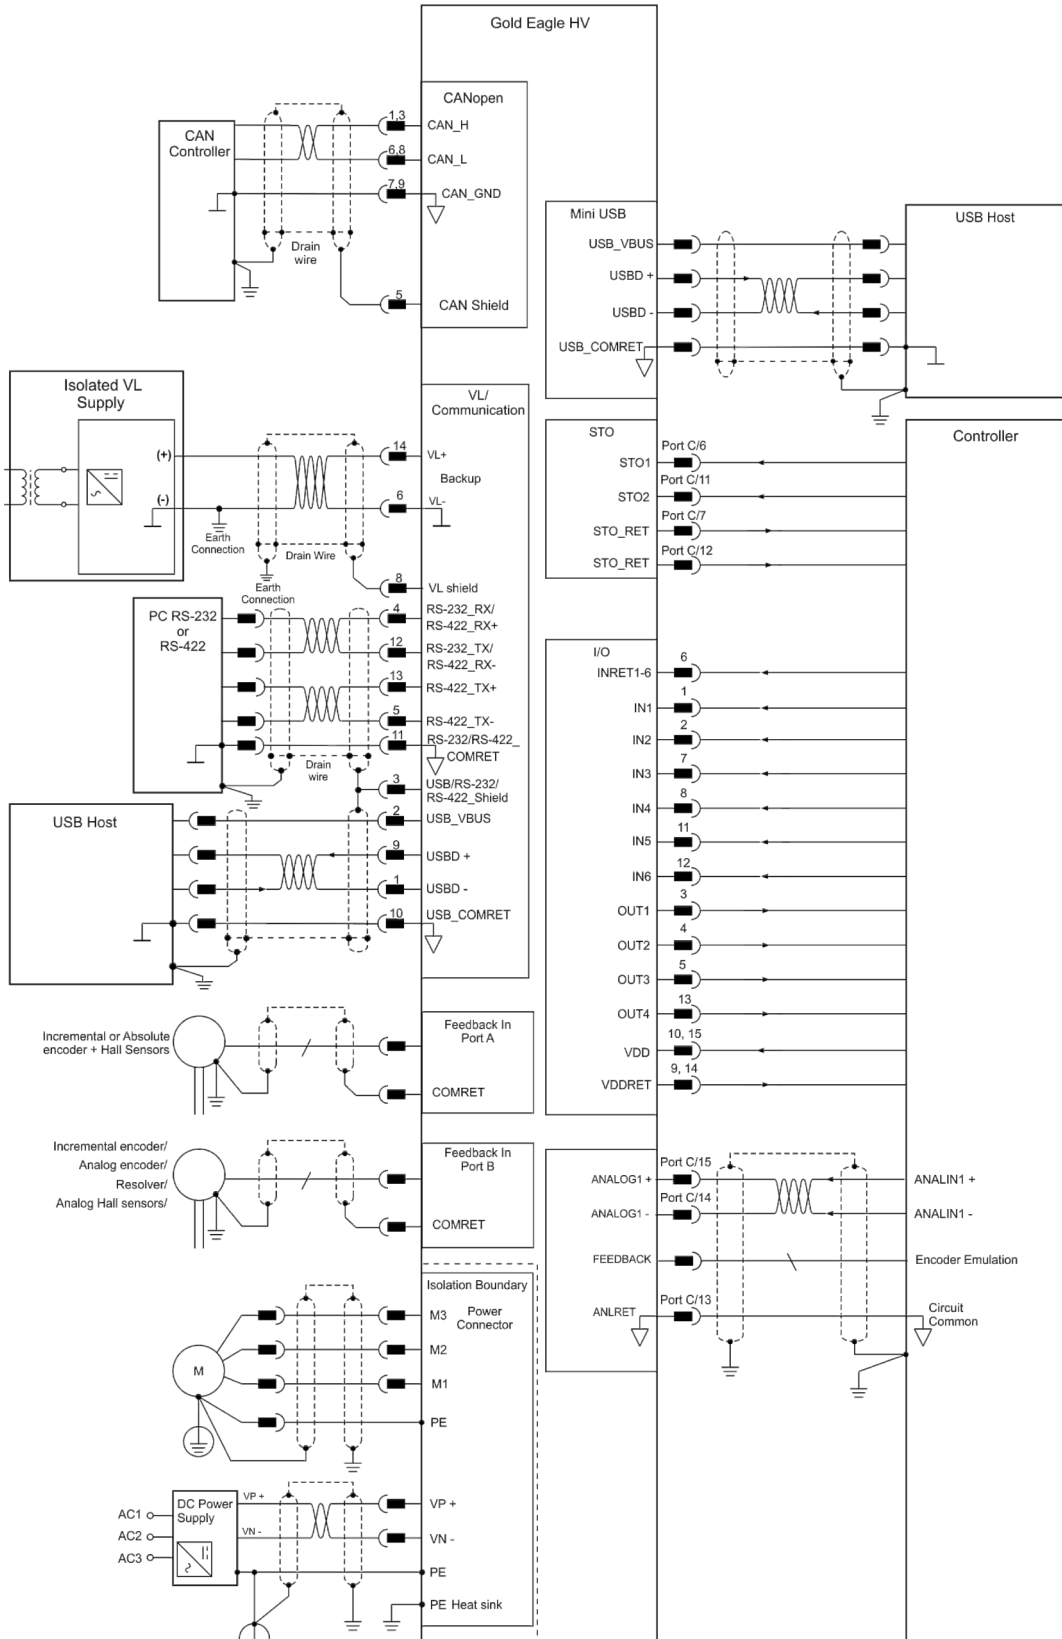 Gold Eagle HV
CANopen
CAN
Controller
1,3
CAN_H
6,8
CAN_L
7,9
CAN_GND
Drain
wire
5
CAN Shield
Mini USB
USB Host
USB_VBUS
USBD +
USBD -
USB_COMRET
Isolated VL
Supply
(+)
(-)
Earth
Connection
Drain Wire
Earth
Connection
VL/
Communication
14
VL+
Backup
6
VL-
8
VL shield
PC RS-232
or
RS-422
4
RS-232_RX/
RS-422_RX+
12
RS-232_TX/
RS-422_RX-
13
RS-422_TX+
5
RS-422_TX-
11
RS-232/RS-422_
COMRET
Drain
wire
3
USB/RS-232/
RS-422_Shield
USB Host
2
USB_VBUS
9
USBD +
1
USBD -
10
USB_COMRET
STO
Controller
Port C/6
STO1
Port C/11
STO2
Port C/7
STO_RET
Port C/12
STO_RET
I/O
6
INRET1-6
1
IN1
2
IN2
7
IN3
8
IN4
11
IN5
12
IN6
3
OUT1
4
OUT2
5
OUT3
13
OUT4
10, 15
VDD
9, 14
VDDRET
Incremental or Absolute
encoder + Hall Sensors
Feedback In
Port A
COMRET
Incremental encoder/
Analog encoder/
Resolver/
Analog Hall sensors/
Feedback In
Port B
COMRET
Port C/15
ANALOG1 +
ANALIN1 +
Port C/14
ANALOG1 -
ANALIN1 -
FEEDBACK
Encoder Emulation
Port C/13
ANLRET
Circuit
Common
Isolation Boundary
Power
Connector
M
M3
M2
M1
PE
DC Power
Supply
AC1
AC2
AC3
VP +
VN -
VP +
VN -
PE
PE Heat sink